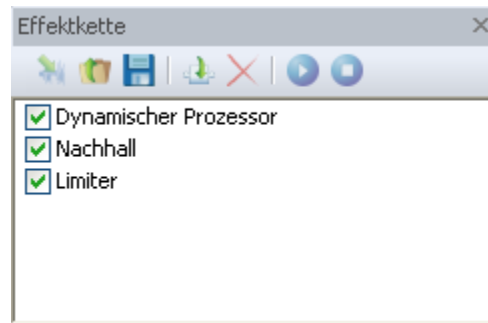 Effektkette
Dynamischer Prozessor
Nachhall
Limiter